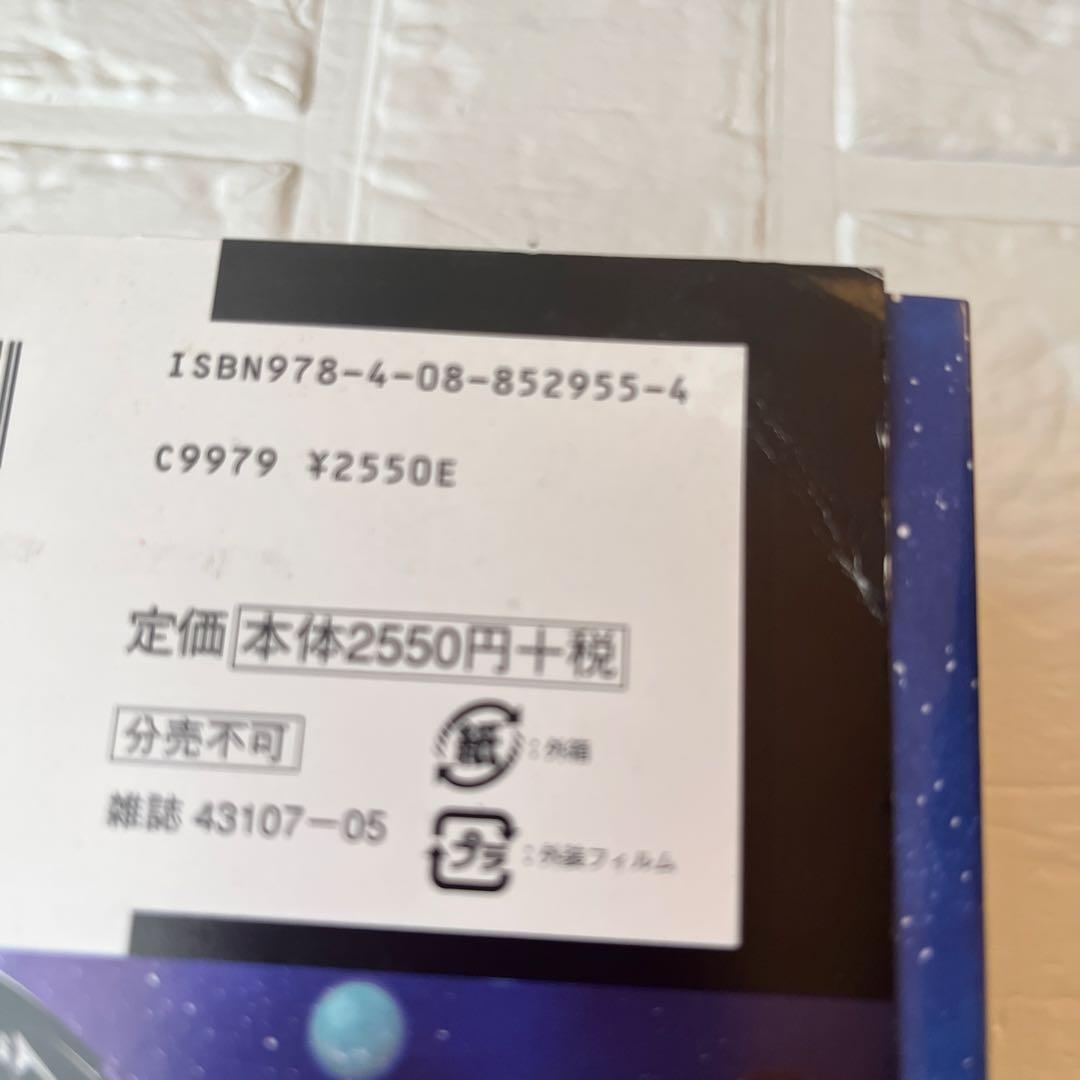 ISBN978-4-08-852955-4
C9979 ¥2550E
定価 本体2550円+税
分売不可
紙:外箱
雑誌 43107-05
プラ:外装フィルム